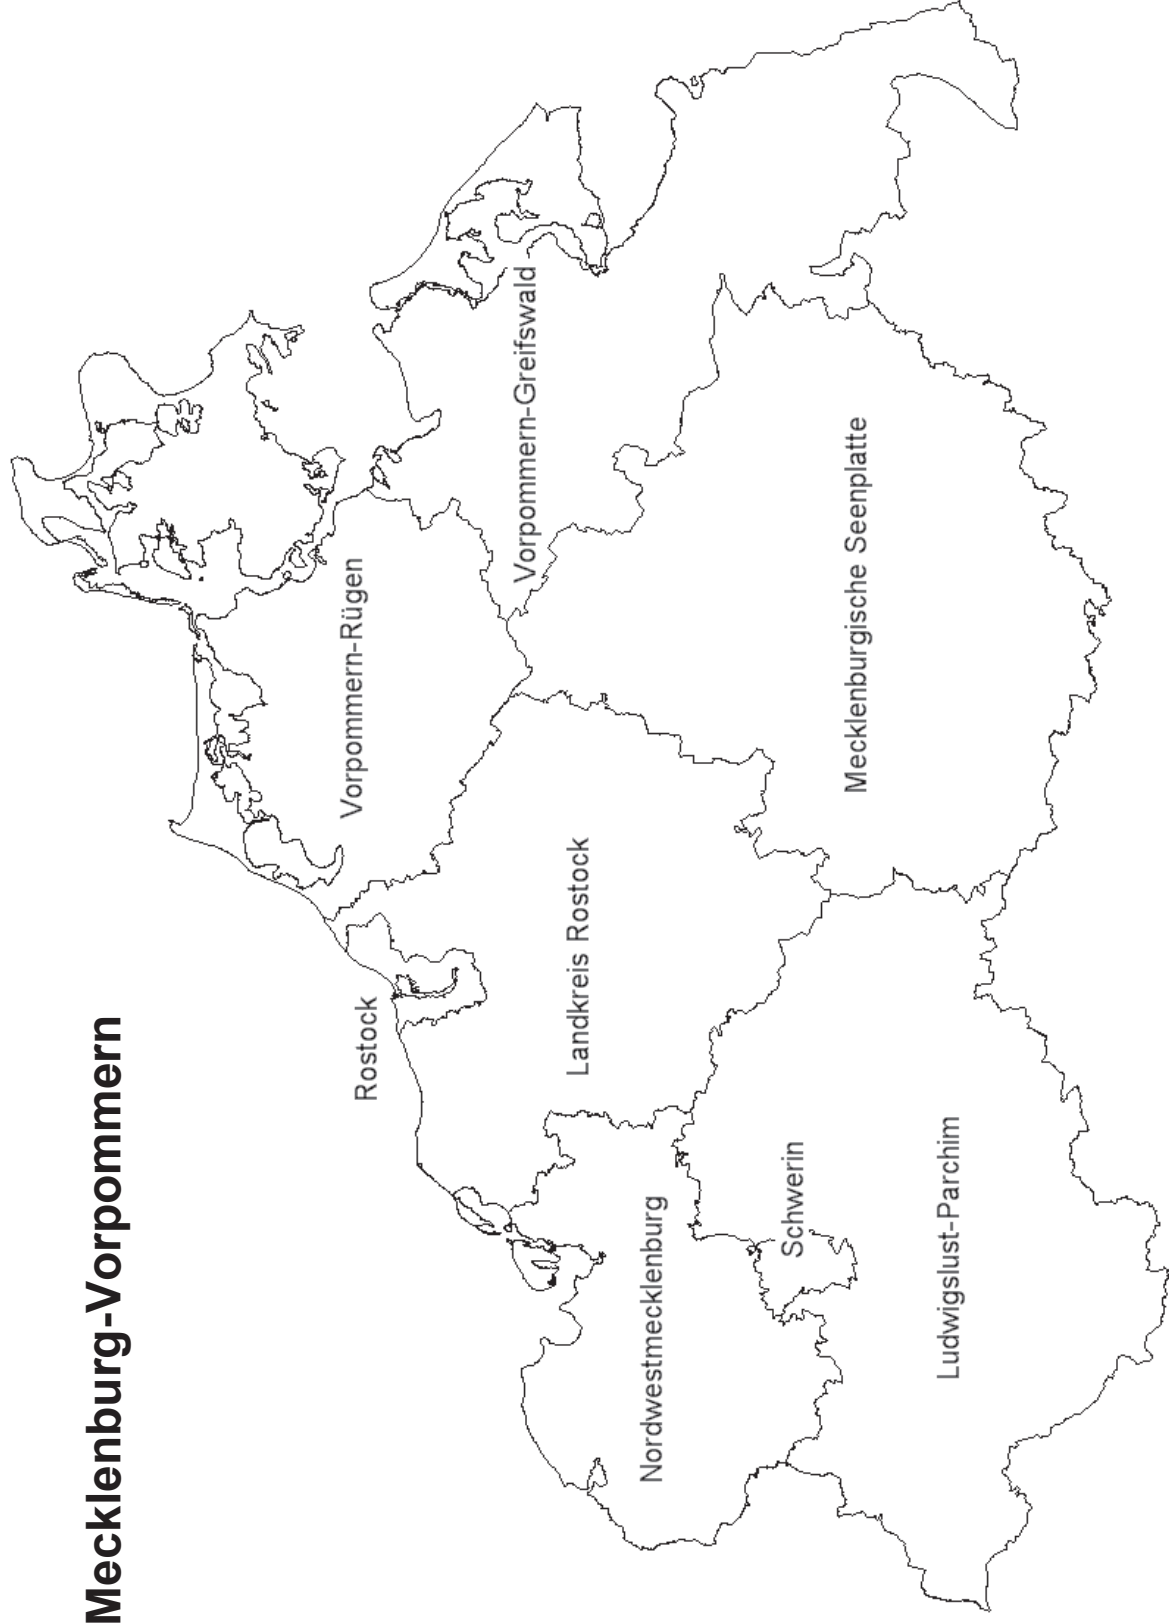 Mecklenburg-Vorpommern
Vorpommern-Rügen
Rostock
Vorpommern-Greifswald
Landkreis Rostock
Nordwestmecklenburg
Schwerin
Mecklenburgische Seenplatte
Ludwigslust-Parchim